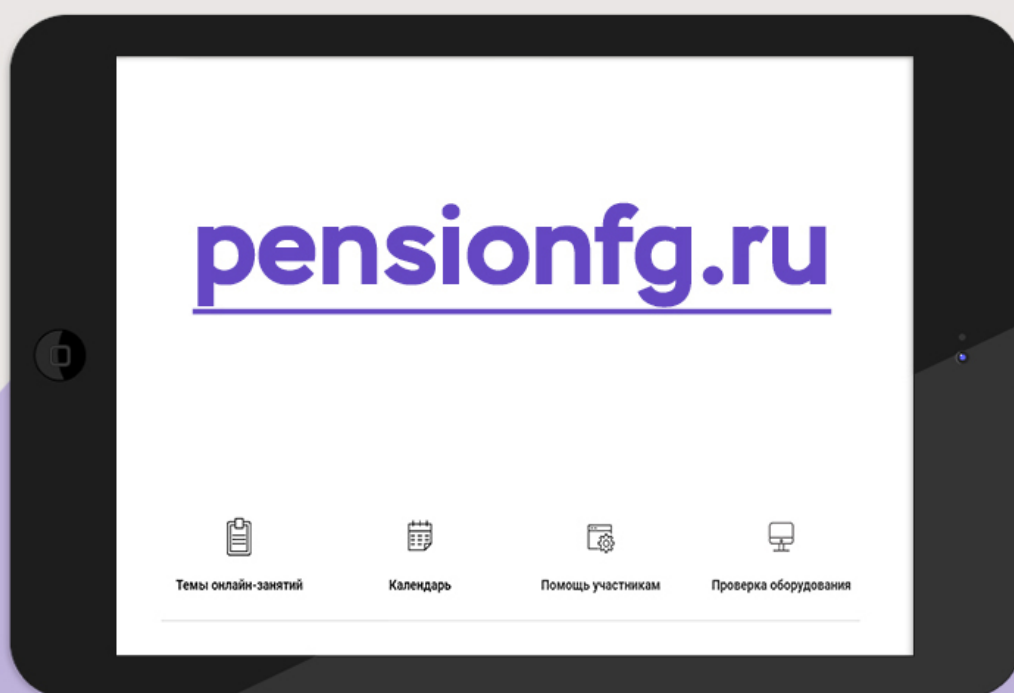 pensionfg.ru
Темы онлайн-занятий
Календарь
Помощь участникам
Проверка оборудования